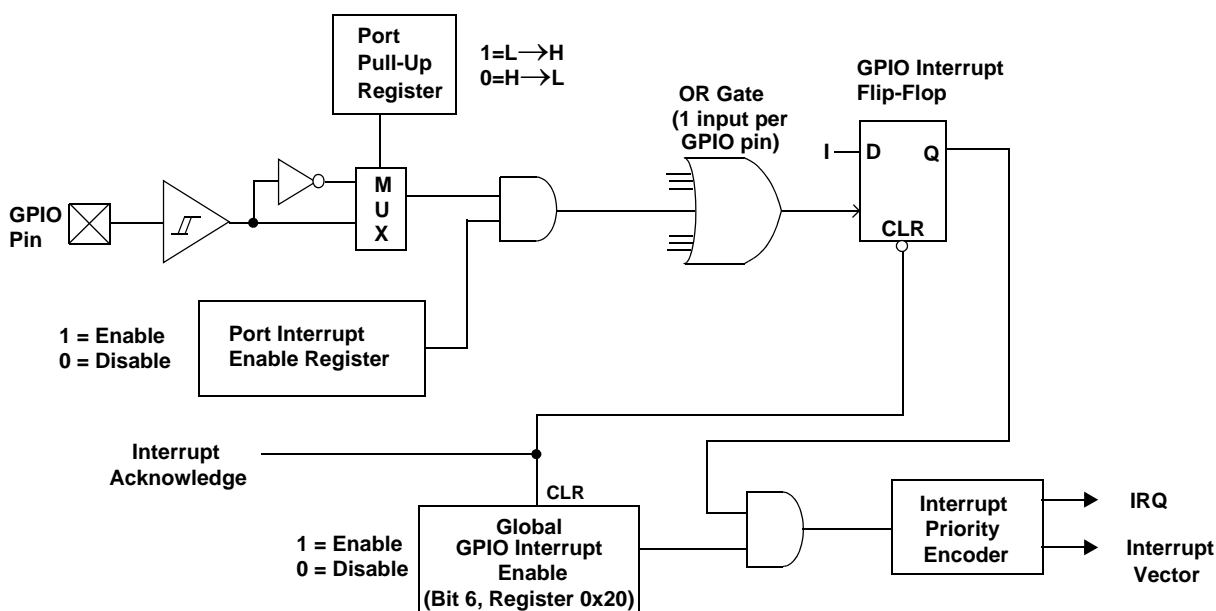 Port
Pull-Up
Register
1=L→H
0=H→L
OR Gate
(1 input per
GPIO pin)
GPIO Interrupt
Flip-Flop
I
D
Q
CLR
M
U
X
GPIO
Pin
1 = Enable
0 = Disable
Port Interrupt
Enable Register
Interrupt
Acknowledge
CLR
1 = Enable
0 = Disable
Global
GPIO Interrupt
Enable
(Bit 6, Register 0x20)
Interrupt
Priority
Encoder
IRQ
Interrupt
Vector